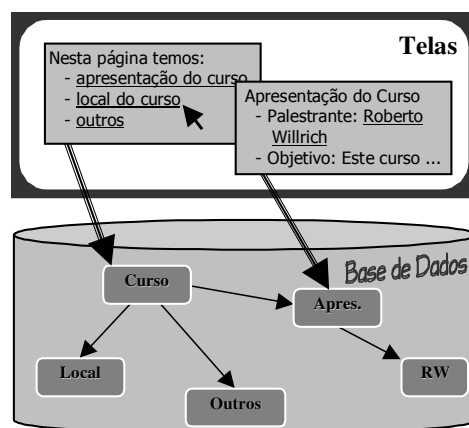 Telas
Nesta página temos:
- apresentação do curso
- local do curso
- outros
Apresentação do Curso
- Palestrante: Roberto
Willrich
- Objetivo: Este curso ...
Base de Dados
Curso
Apres.
Local
Outros
RW